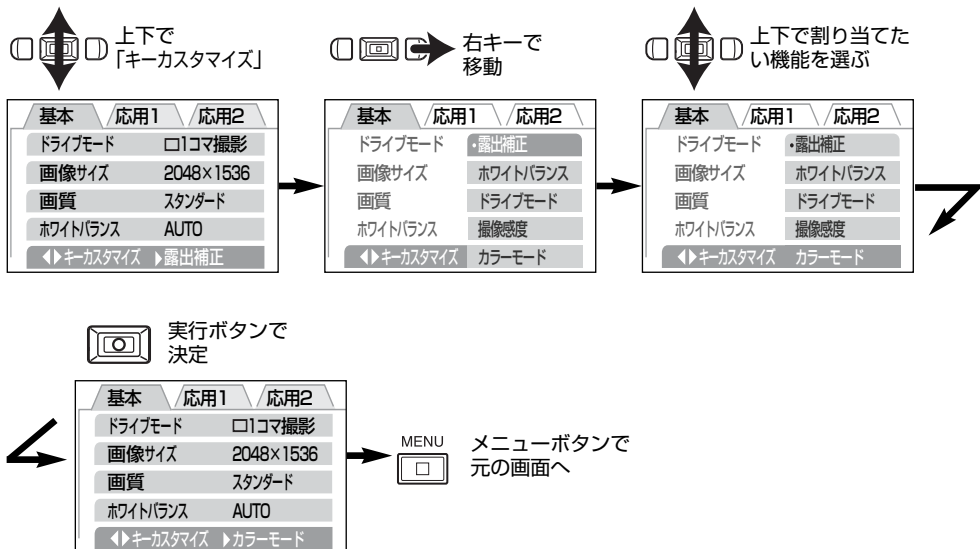 上下で
「キーカスタマイズ」
基本 応用1 応用2
ドライブモード □1コマ撮影
画像サイズ 2048×1536
画質 スタンダード
ホワイトバランス AUTO
◀▶キーカスタマイズ ▶露出補正
右キーで
移動
基本 応用1 応用2
ドライブモード •露出補正
画像サイズ ホワイトバランス
画質 ドライブモード
ホワイトバランス 撮像感度
◀▶キーカスタマイズ カラーモード
上下で割り当てた
い機能を選ぶ
基本 応用1 応用2
ドライブモード •露出補正
画像サイズ ホワイトバランス
画質 ドライブモード
ホワイトバランス 撮像感度
◀▶キーカスタマイズ カラーモード
実行ボタンで
決定
基本 応用1 応用2
ドライブモード □1コマ撮影
画像サイズ 2048×1536
画質 スタンダード
ホワイトバランス AUTO
◀▶キーカスタマイズ ▶カラーモード
MENU
メニューボタンで
元の画面へ